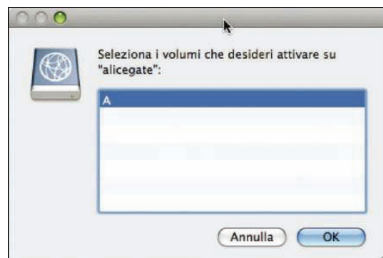 Seleziona i volumi che desideri attivare su
"alicegate":
A
Annulla
OK